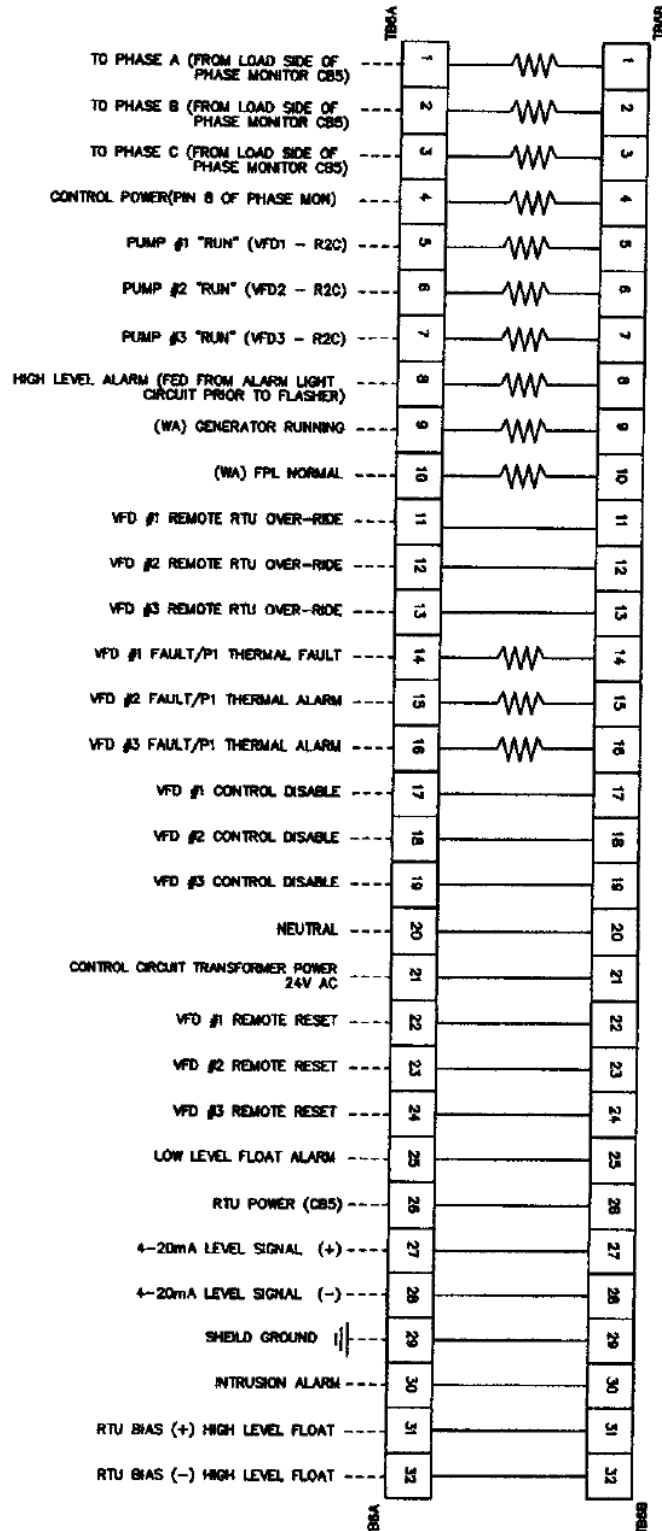 TB6A TB6B
TO PHASE A (FROM LOAD SIDE OF
PHASE MONITOR CB5) 1 1
TO PHASE B (FROM LOAD SIDE OF
PHASE MONITOR CB5) 2 2
TO PHASE C (FROM LOAD SIDE OF
PHASE MONITOR CB5) 3 3
CONTROL POWER(PIN 8 OF PHASE MON) 4 4
PUMP #1 "RUN" (VFD1 - R2C) 5 5
PUMP #2 "RUN" (VFD2 - R2C) 6 6
PUMP #3 "RUN" (VFD3 - R2C) 7 7
HIGH LEVEL ALARM (FED FROM ALARM LIGHT
CIRCUIT PRIOR TO FLASHER) 8 8
(WA) GENERATOR RUNNING 9 9
(WA) FPL NORMAL 10 10
VFD #1 REMOTE RTU OVER-RIDE 11 11
VFD #2 REMOTE RTU OVER-RIDE 12 12
VFD #3 REMOTE RTU OVER-RIDE 13 13
VFD #1 FAULT/P1 THERMAL FAULT 14 14
VFD #2 FAULT/P1 THERMAL ALARM 15 15
VFD #3 FAULT/P1 THERMAL ALARM 16 16
VFD #1 CONTROL DISABLE 17 17
VFD #2 CONTROL DISABLE 18 18
VFD #3 CONTROL DISABLE 19 19
NEUTRAL 20 20
CONTROL CIRCUIT TRANSFORMER POWER
24V AC 21 21
VFD #1 REMOTE RESET 22 22
VFD #2 REMOTE RESET 23 23
VFD #3 REMOTE RESET 24 24
LOW LEVEL FLOAT ALARM 25 25
RTU POWER (CB5) 26 26
4-20mA LEVEL SIGNAL (+) 27 27
4-20mA LEVEL SIGNAL (-) 28 28
SHEILD GROUND 29 29
INTRUSION ALARM 30 30
RTU BIAS (+) HIGH LEVEL FLOAT 31 31
RTU BIAS (-) HIGH LEVEL FLOAT 32 32
B6A B6B